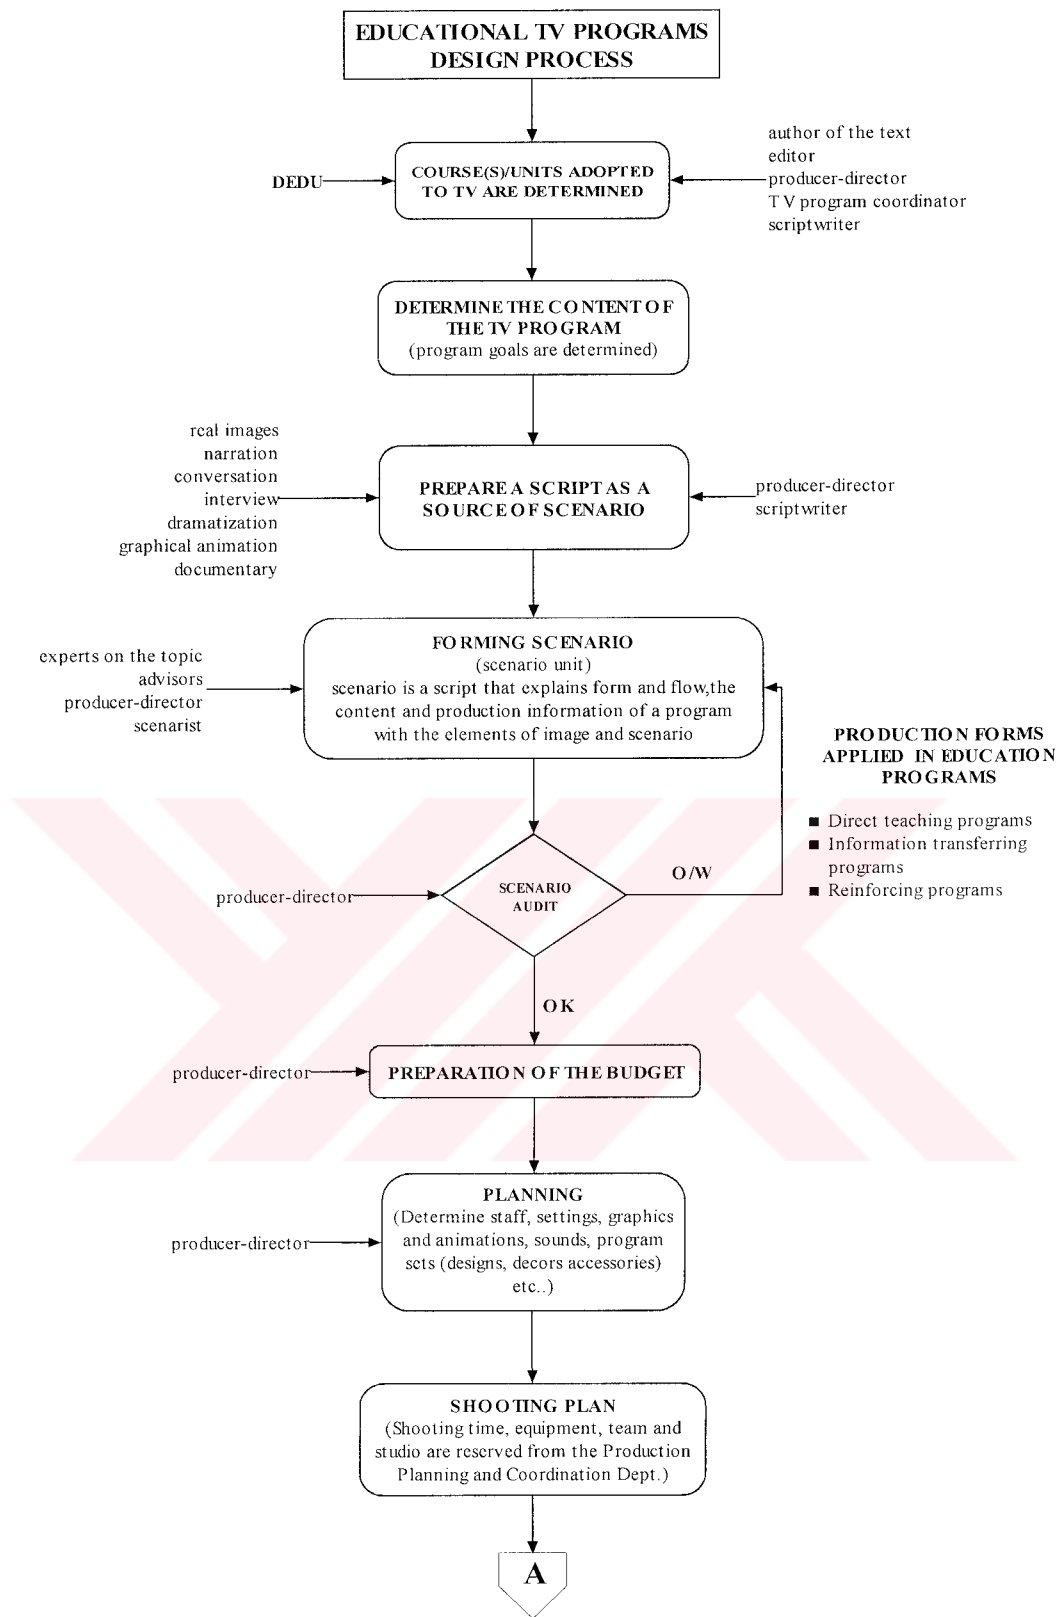 EDUCATIONAL TV PROGRAMS
DESIGN PROCESS
DEDU
COURSE(S)/UNITS ADOPTED
TO TV ARE DETERMINED
author of the text
editor
producer-director
TV program coordinator
scriptwriter
DETERMINE THE CONTENT OF
THE TV PROGRAM
(program goals are determined)
real images
narration
conversation
interview
dramatization
graphical animation
documentary
PREPARE A SCRIPT AS A
SOURCE OF SCENARIO
producer-director
scriptwriter
experts on the topic
advisors
producer-director
scenarist
FORMING SCENARIO
(scenario unit)
scenario is a script that explains form and flow,the
content and production information of a program
with the elements of image and scenario
PRODUCTION FORMS
APPLIED IN EDUCATION
PROGRAMS
■ Direct teaching programs
■ Information transferring
programs
■ Reinforcing programs
producer-director
SCENARIO
AUDIT
O/W
OK
producer-director
PREPARATION OF THE BUDGET
producer-director
PLANNING
(Determine staff, settings, graphics
and animations, sounds, program
sets (designs, decors accessories)
etc..)
SHOOTING PLAN
(Shooting time, equipment, team and
studio are reserved from the Production
Planning and Coordination Dept.)
A